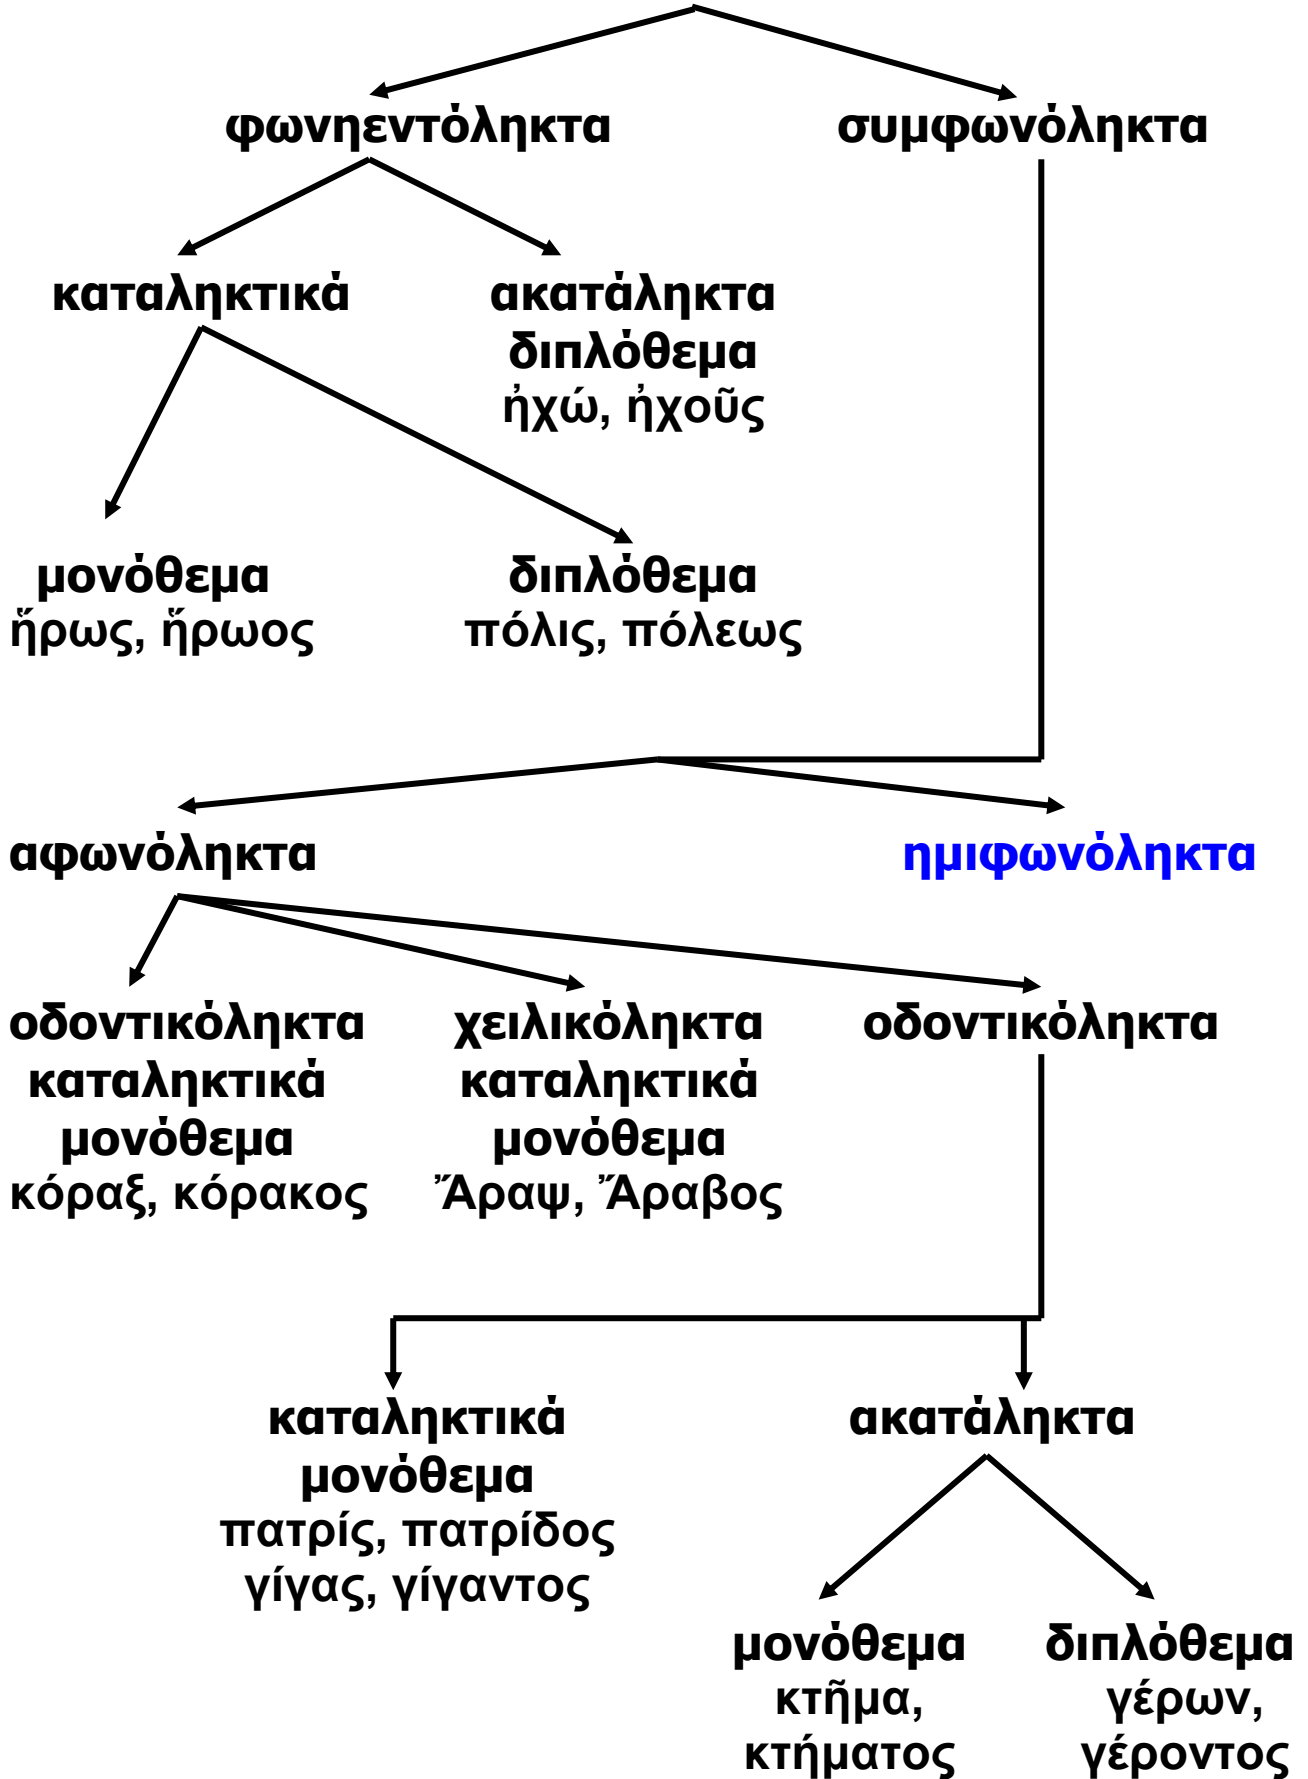 φωνηεντόληκτα
συμφωνόληκτα
καταληκτικά
ακατάληκτα
διπλόθεμα
ἠχώ, ἠχοῦς
μονόθεμα
ἥρως, ἥρωος
διπλόθεμα
πόλις, πόλεως
αφωνόληκτα
ημιφωνόληκτα
οδοντικόληκτα
καταληκτικά
μονόθεμα
κόραξ, κόρακος
χειλικόληκτα
καταληκτικά
μονόθεμα
Ἄραψ, Ἄραβος
οδοντικόληκτα
καταληκτικά
μονόθεμα
πατρίς, πατρίδος
γίγας, γίγαντος
ακατάληκτα
μονόθεμα
κτῆμα,
κτήματος
διπλόθεμα
γέρων,
γέροντος